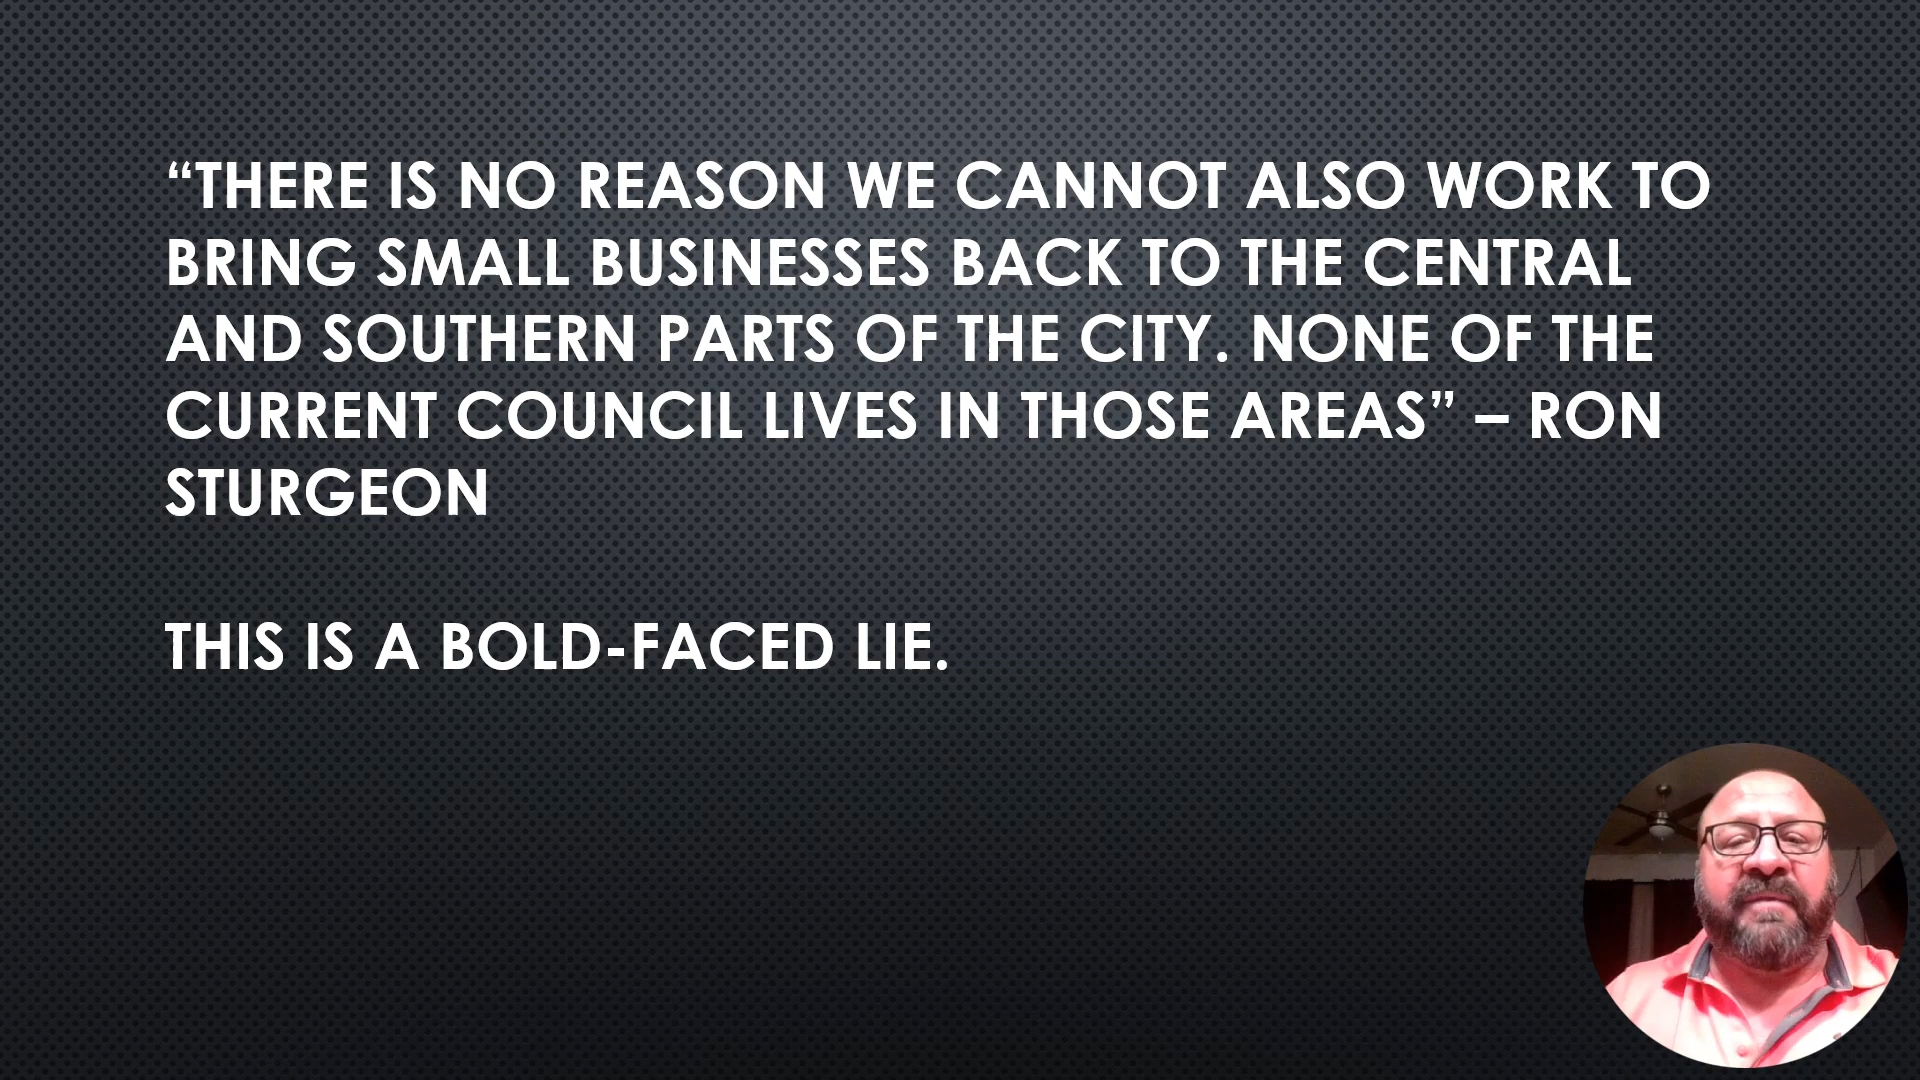 “THERE IS NO REASON WE CANNOT ALSO WORK TO
BRING SMALL BUSINESSES BACK TO THE CENTRAL
AND SOUTHERN PARTS OF THE CITY. NONE OF THE
CURRENT COUNCIL LIVES IN THOSE AREAS” – RON
STURGEON
THIS IS A BOLD-FACED LIE.